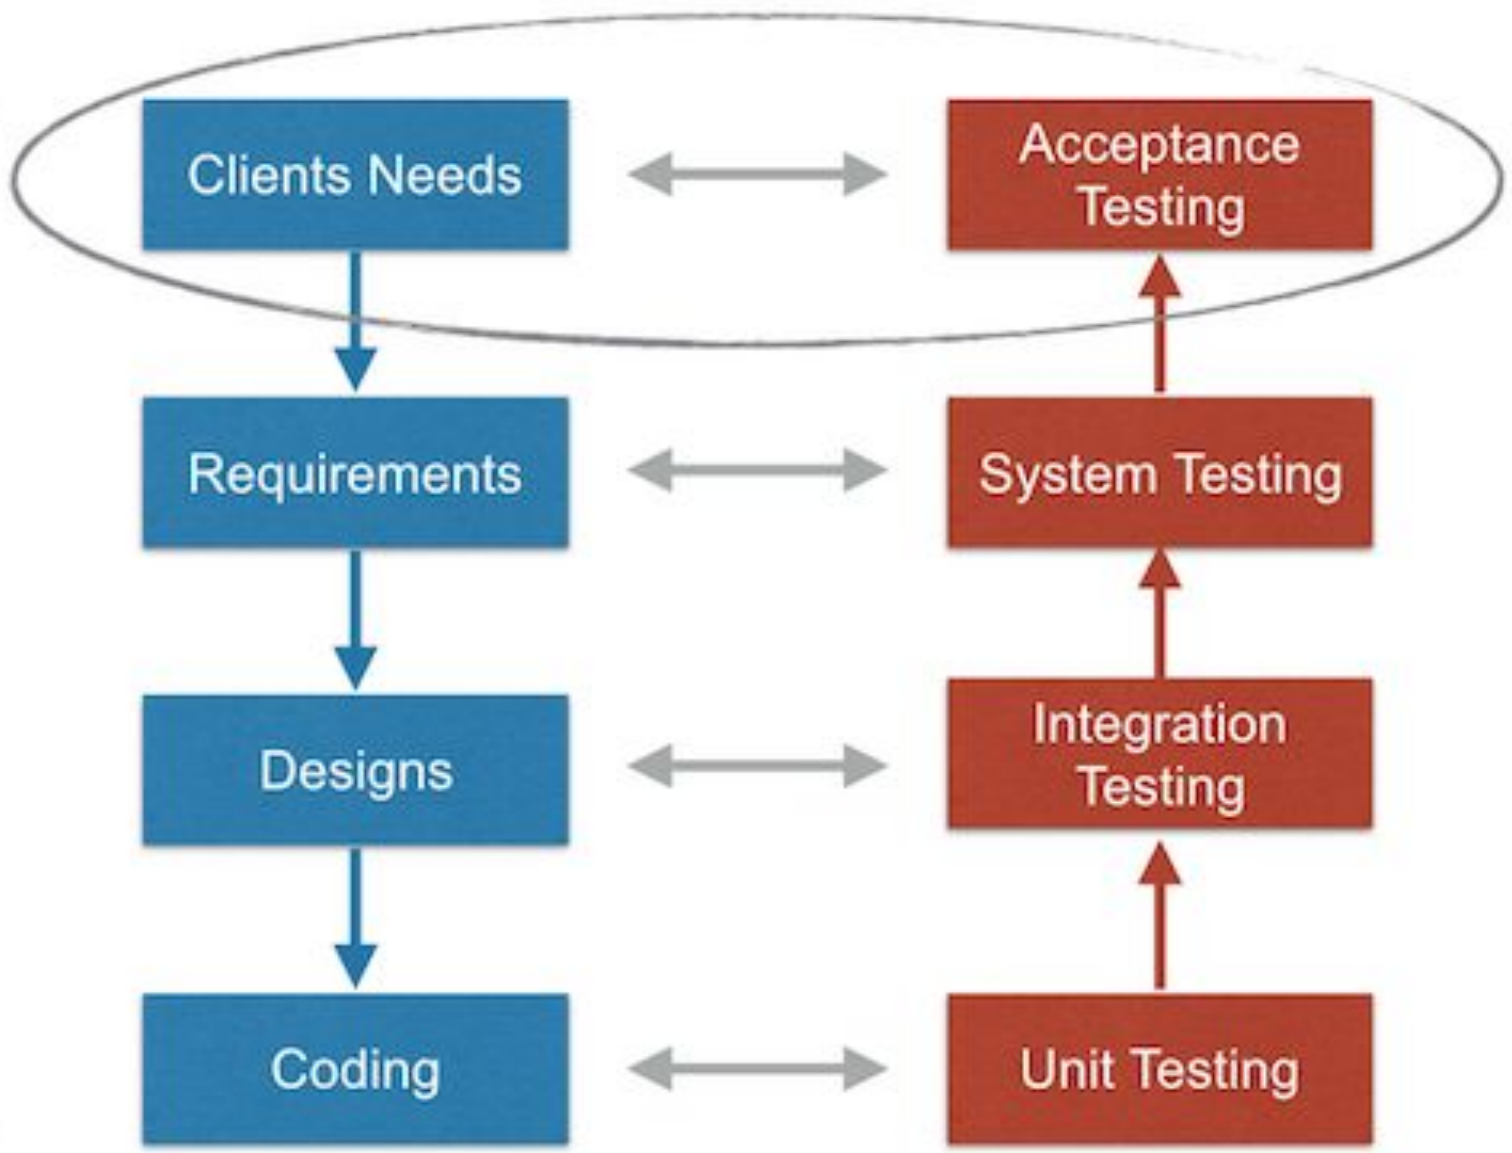 Clients Needs
Acceptance
Testing
Requirements
System Testing
Designs
Integration
Testing
Coding
Unit Testing